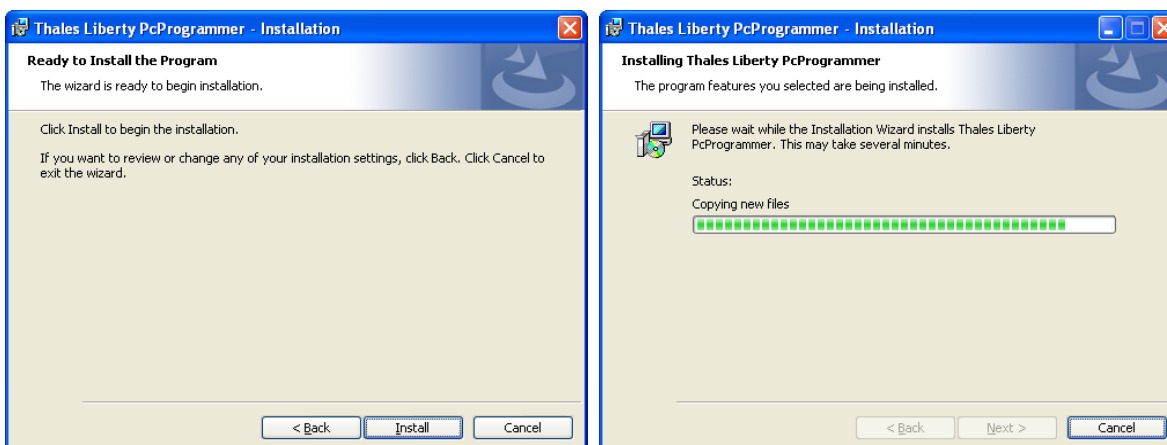 Thales Liberty PcProgrammer - Installation
Ready to Install the Program
The wizard is ready to begin installation.
Click Install to begin the installation.
If you want to review or change any of your installation settings, click Back. Click Cancel to
exit the wizard.
< Back
Install
Cancel
Thales Liberty PcProgrammer - Installation
Installing Thales Liberty PcProgrammer
The program features you selected are being installed.
Please wait while the Installation Wizard installs Thales Liberty
PcProgrammer. This may take several minutes.
Status:
Copying new files
< Back
Next >
Cancel